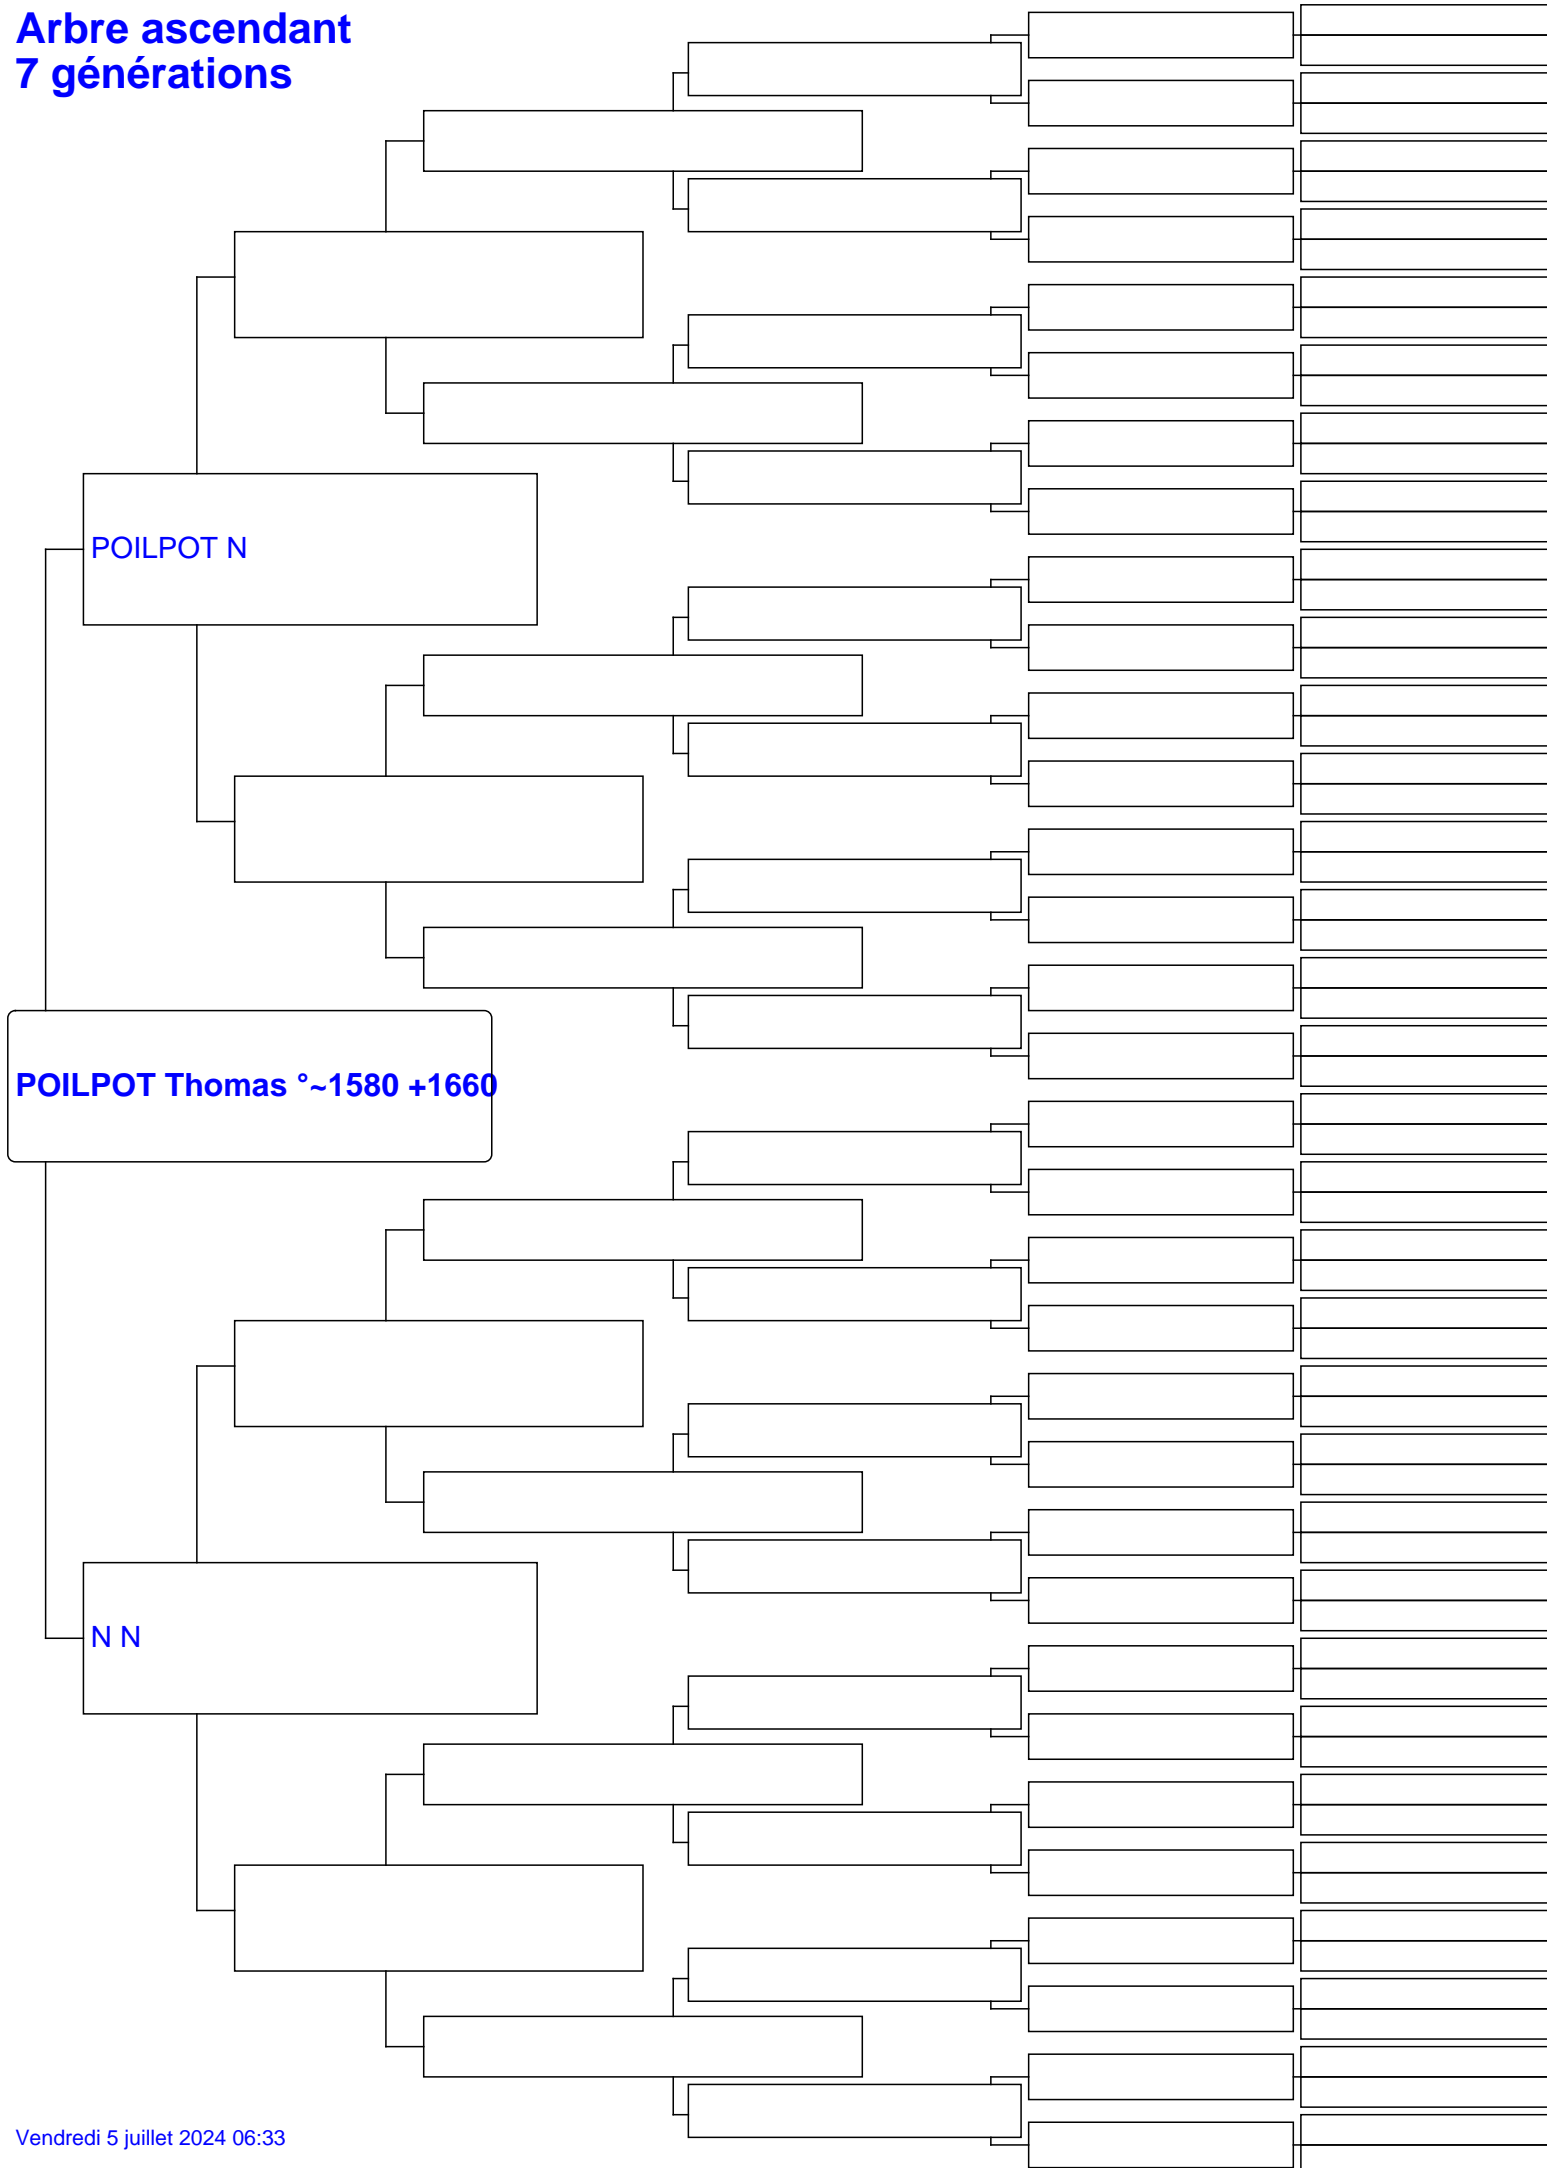 Arbre ascendant
7 générations
POILPOT N
POILPOT Thomas °~1580 +1660
N N
Vendredi 5 juillet 2024 06:33